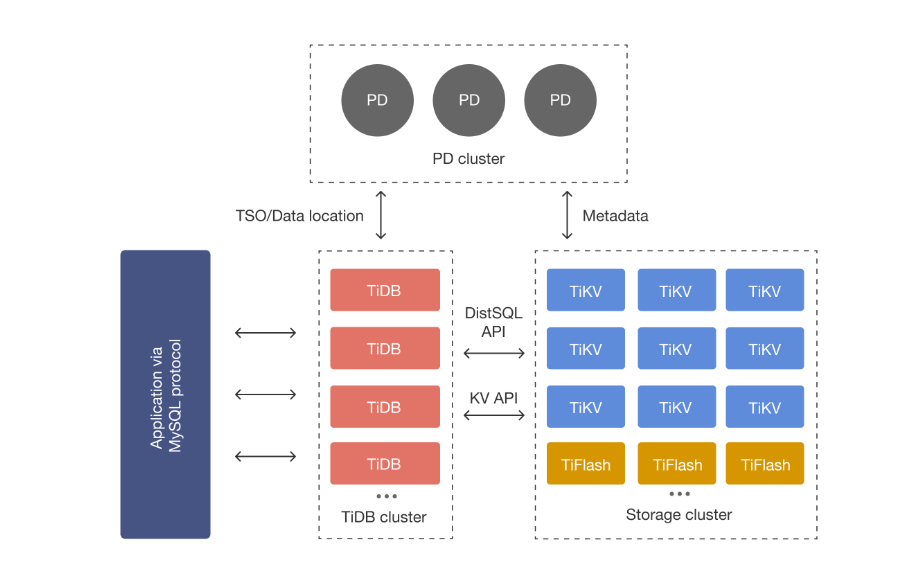 PD
PD
PD
PD cluster
TSO/Data location
Metadata
Application via
MySQL protocol
TiDB
TiDB
TiDB
TiDB
...
TiDB cluster
DistSQL
API
KV API
TiKV TiKV TiKV
TiKV TiKV TiKV
TiKV TiKV TiKV
TiFlash TiFlash TiFlash
...
Storage cluster